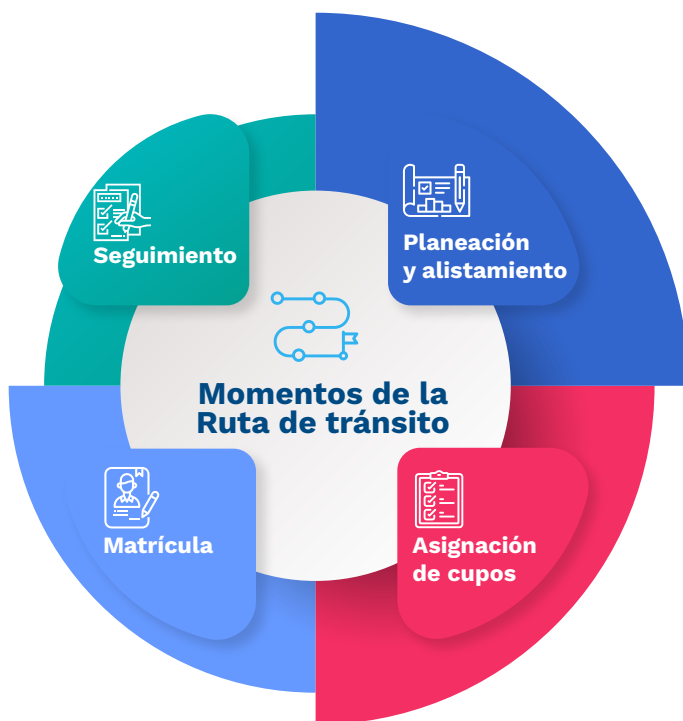 Seguimiento
Planeación
y alistamiento
Momentos de la
Ruta de tránsito
Matrícula
Asignación
de cupos